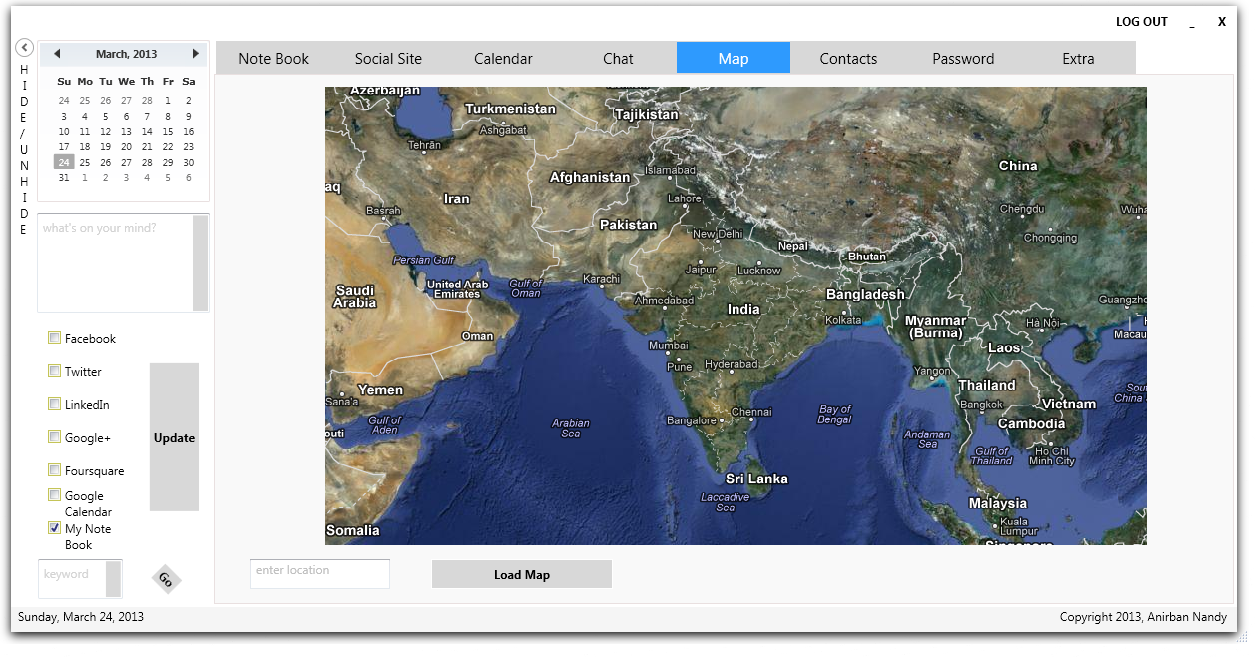 LOG OUT _ X
HIDE/UNHIDE
March, 2013
Su Mo Tu We Th Fr Sa
24 25 26 27 28 1 2
3 4 5 6 7 8 9
10 11 12 13 14 15 16
17 18 19 20 21 22 23
24 25 26 27 28 29 30
31 1 2 3 4 5 6
what's on your mind?
Facebook
Twitter
LinkedIn
Google+
Foursquare
Google
Calendar
My Note
Book
Update
keyword
Go
Note Book Social Site Calendar Chat Map Contacts Password Extra
Azerbaijan
Turkmenistan
Tajikistan
Ashgabat
Tehrān
China
Islamabad
Afghanistan
aq
Iran
Lahore
Basrah
Chengdu
Wuha
Pakistan
New Delhi
Chongqing
Nepal
Bhutan
Persian Gulf
Jaipur
Lucknow
Karachi
United Arab
Emirates
Gulf of
Oman
Saudi
Arabia
Ahmedabad
Bangladesh
Guangzho
India
Kolkata
Myanmar
(Burma)
Hà Nội
Macau
Oman
Mumbai
Laos
Pune
Hyderabad
Yangon
Yemen
Thailand
Sou
China
Sana'a
Bangkok
Vietnam
Gulf of
Aden
outi
Arabian
Sea
Bangalore
Chennai
Bay of
Bengal
Cambodia
Andaman
Sea
Gulf of
Thailand
Ho Chi
Minh City
Sri Lanka
Laccadive
Sea
Malaysia
Kuala
Lumpur
Somalia
Singapore
enter location
Load Map
Sunday, March 24, 2013
Copyright 2013, Anirban Nandy